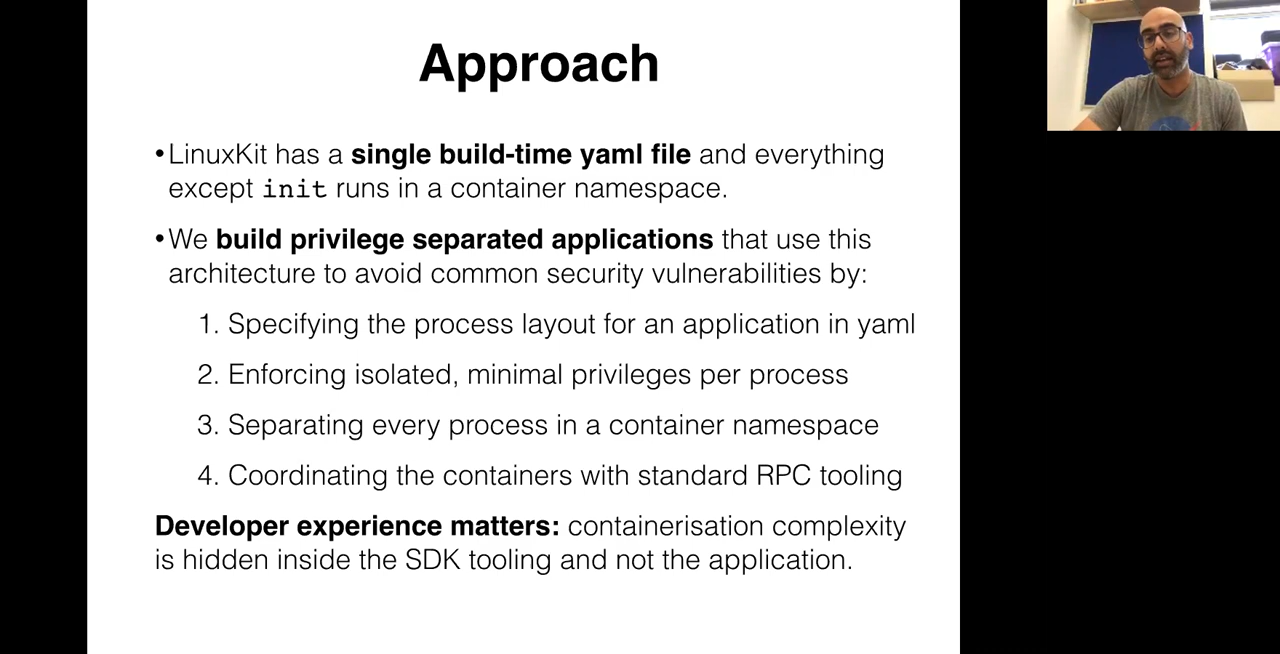 Approach
•LinuxKit has a single build-time yaml file and everything
except init runs in a container namespace.
•We build privilege separated applications that use this
architecture to avoid common security vulnerabilities by:
1. Specifying the process layout for an application in yaml
2. Enforcing isolated, minimal privileges per process
3. Separating every process in a container namespace
4. Coordinating the containers with standard RPC tooling
Developer experience matters: containerisation complexity
is hidden inside the SDK tooling and not the application.